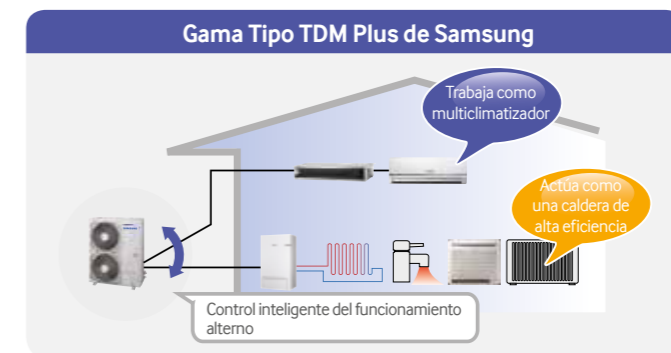 Gama Tipo TDM Plus de Samsung
Trabaja como
multiclimatizador
Actúa como
una caldera de
alta eficiencia
Control inteligente del funcionamiento
alterno